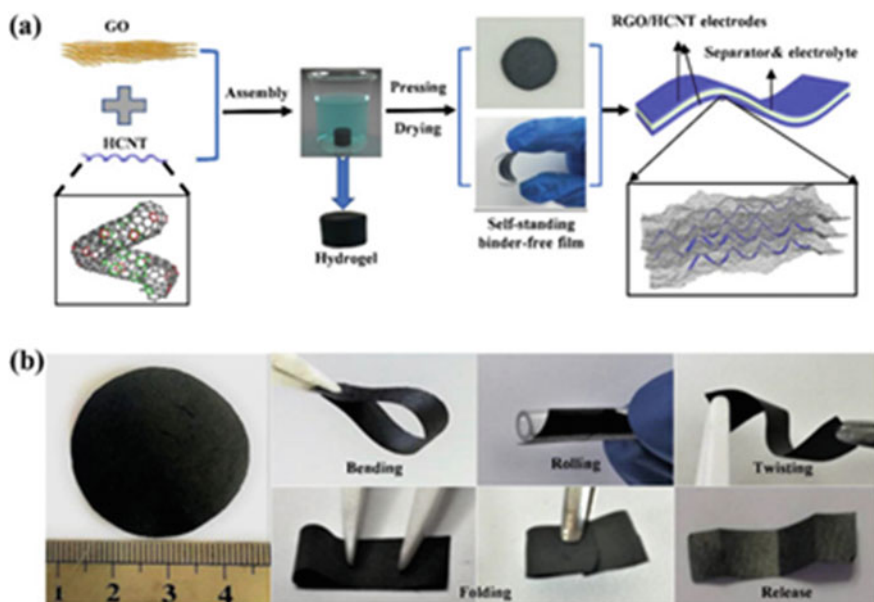 (a)
GO
HCNT
Assembly
Hydrogel
Pressing
Drying
Self-standing
binder-free film
RGO/HCNT electrodes
Separator& electrolyte
(b)
1 2 3 4
Bending
Rolling
Twisting
Folding
Release